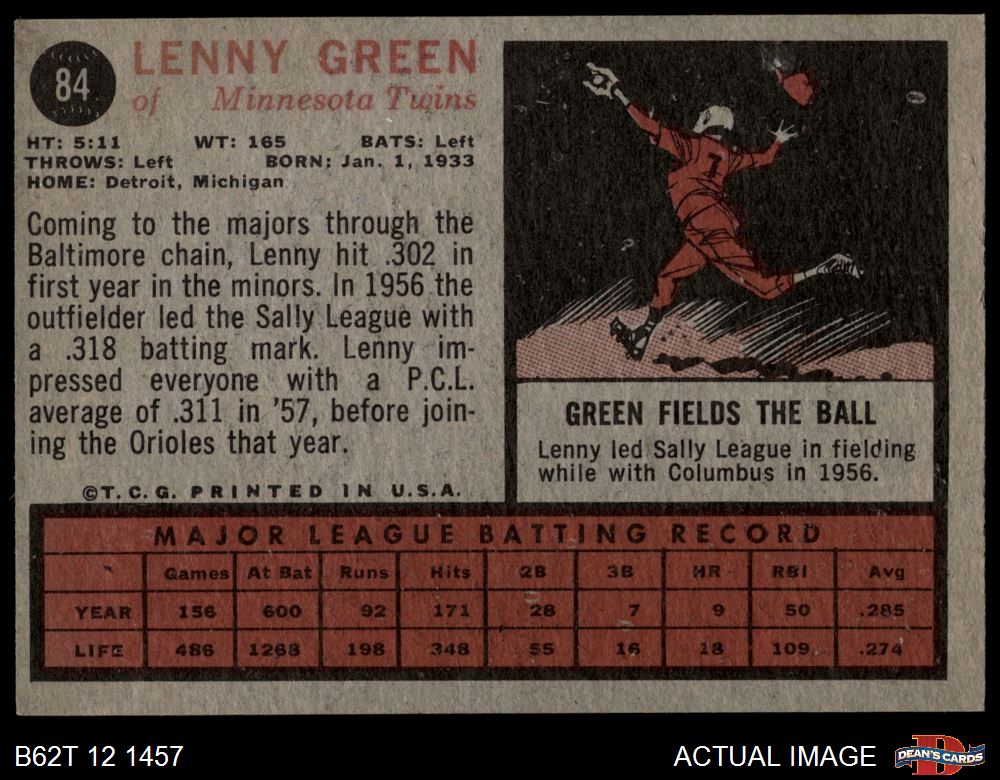 84
LENNY GREEN
of Minnesota Twins
HT: 5:11 WT: 165 BATS: Left
THROWS: Left BORN: Jan. 1, 1933
HOME: Detroit, Michigan
Coming to the majors through the
Baltimore chain, Lenny hit .302 in
first year in the minors. In 1956 the
outfielder led the Sally League with
a .318 batting mark. Lenny im-
pressed everyone with a P.C.L.
average of .311 in '57, before join-
ing the Orioles that year.
©T.C.G. PRINTED IN U.S.A.
7
GREEN FIELDS THE BALL
Lenny led Sally League in fielding
while with Columbus in 1956.
MAJOR LEAGUE BATTING RECORD
Games At Bat Runs Hits 2B 3B HR RBI Avg
YEAR 156 600 92 171 28 7 9 50 .285
LIFE 486 1268 198 348 55 16 18 109 .274
B62T 12 1457
ACTUAL IMAGE
DEAN'S CARDS